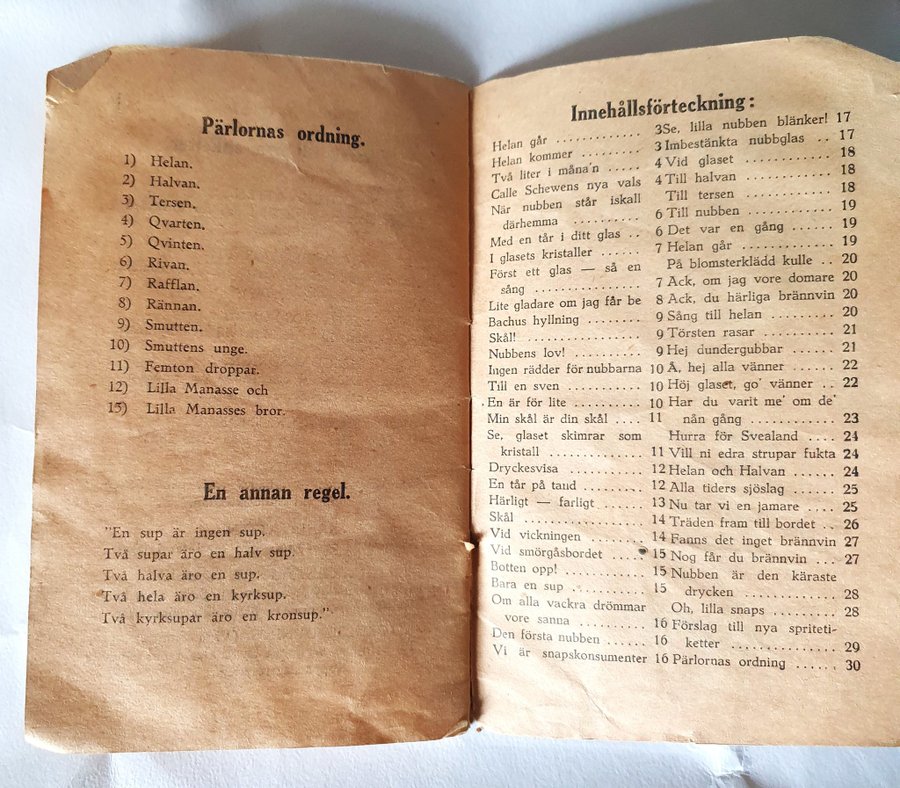 Pärlornas ordning.
1) Helan.
2) Halvan.
3) Tersen.
4) Qvarten.
5) Qvinten.
6) Rivan.
7) Rafflan.
8) Rännan.
9) Smutten.
10) Smuttens unge.
11) Femton droppar.
12) Lilla Manasse och
15) Lilla Manasses bror.
En annan regel.
"En sup är ingen sup.
Två supar äro en halv sup.
Två halva äro en sup.
Två hela äro en kyrksup.
Två kyrksupar äro en kronsup."
Innehållsförteckning:
Helan går ............ 3
Helan kommer ......... 3
Två liter i måna'n ..... 4
Calle Schewens nya vals 4
När nubben står iskall
därhemma ............ 6
Med en tår i ditt glas .. 6
I glasets kristaller ...... 7
Först ett glas — så en
sång ................. 7
Lite gladare om jag får be 8
Bachus hyllning ........ 9
Skål! ................. 9
Nubbens lov! .......... 9
Ingen rädder för nubbarna 10
Till en sven ........... 10
En är för lite .......... 10
Min skål är din skål .... 11
Se, glaset skimrar som
kristall ............... 11
Dryckesvisa ............ 12
En tår på tand ......... 12
Härligt — farligt ........ 13
Skål ................... 14
Vid vickningen ......... 14
Vid smörgåsbordet ...... 15
Botten opp! ............ 15
Bara en sup ............ 15
Om alla vackra drömmar
vore sanna ........... 16
Den första nubben ...... 16
Vi är snapskonsumenter 16
Se, lilla nubben blänker! 17
Imbestänkta nubbglas .. 17
Vid glaset ............. 18
Till halvan ............ 18
Till tersen ............. 18
Till nubben ............ 19
Det var en gång ....... 19
Helan går ............. 19
På blomsterklädd kulle .. 20
Ack, om jag vore domare 20
Ack, du härliga brännvin 20
Sång till helan ......... 20
Törsten rasar .......... 21
Hej dundergubbar ...... 21
Å, hej alla vänner ...... 22
Höj glaset, go' vänner .. 22
Har du varit me' om de'
nån gång ............ 23
Hurra för Svealand .... 24
Vill ni edra strupar fukta 24
Helan och Halvan ...... 24
Alla tiders sjöslag ...... 25
Nu tar vi en jamare .... 25
Träden fram till bordet .. 26
Fanns det inget brännvin 27
Nog får du brännvin .... 27
Nubben är den käraste
drycken .............. 28
Oh, lilla snaps ......... 28
Förslag till nya spriteti-
ketter ............... 29
Pärlornas ordning ...... 30